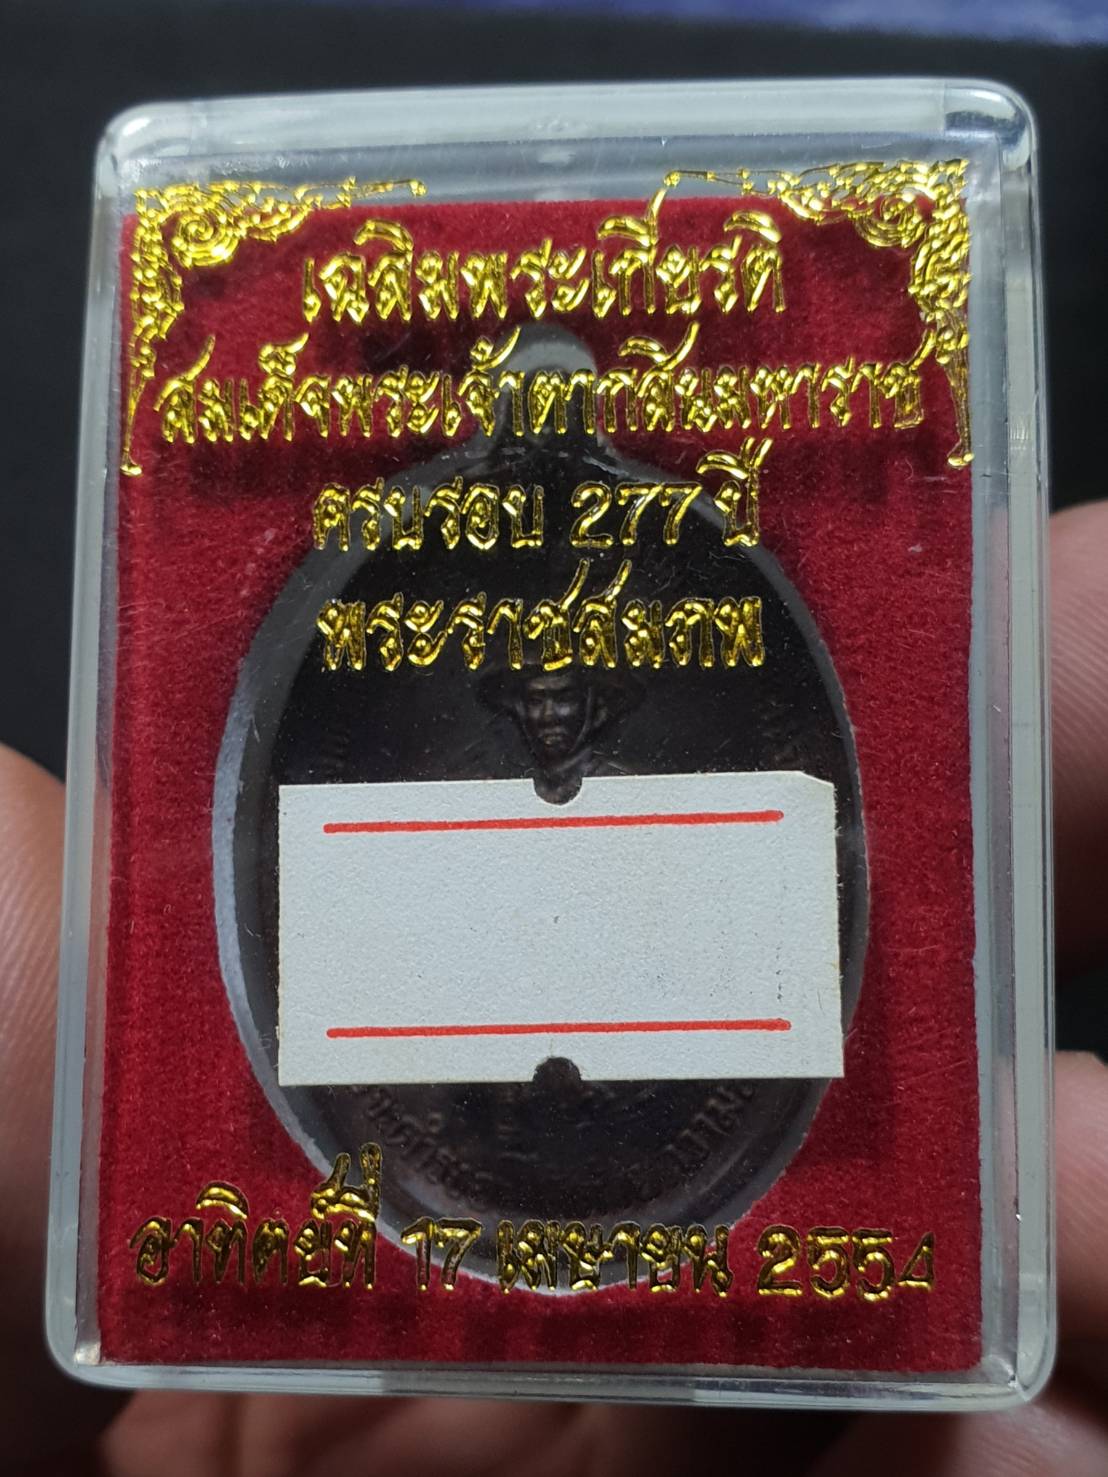 เฉลิมพระเกียรติ
สมเด็จพระเจ้าตากสินมหาราช
ครบรอบ 277 ปี
พระราชสมภพ
อาทิตย์ที่ 17 เมษายน 2554